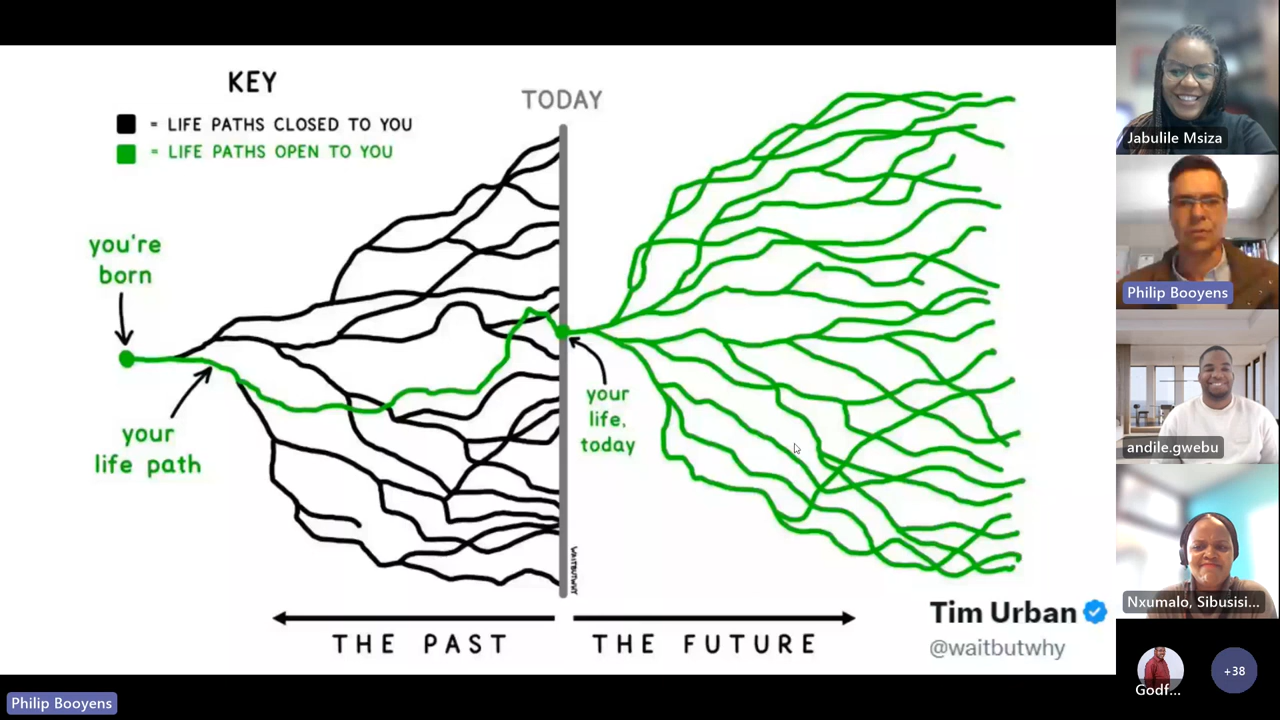 KEY
= LIFE PATHS CLOSED TO YOU
= LIFE PATHS OPEN TO YOU
TODAY
you're
born
your
life path
your
life,
today
WAITBUTWHY
THE PAST
THE FUTURE
Tim Urban
@waitbutwhy
Jabulile Msiza
Philip Booyens
andile.gwebu
Nxumalo, Sibusisi...
Godf...
+38
Philip Booyens